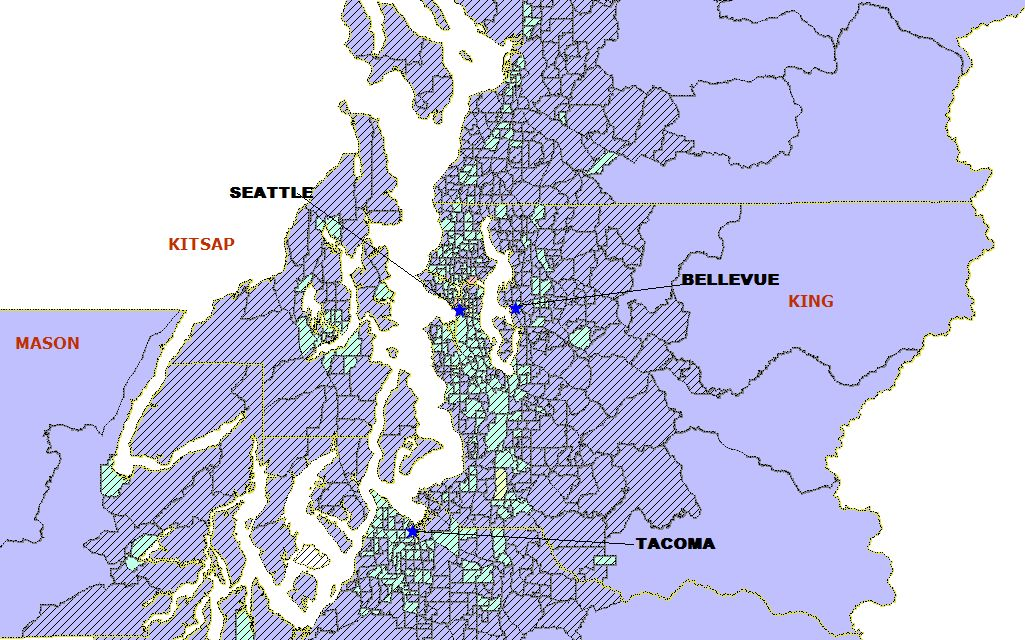 SEATTLE
KITSAP
BELLEVUE
KING
MASON
TACOMA